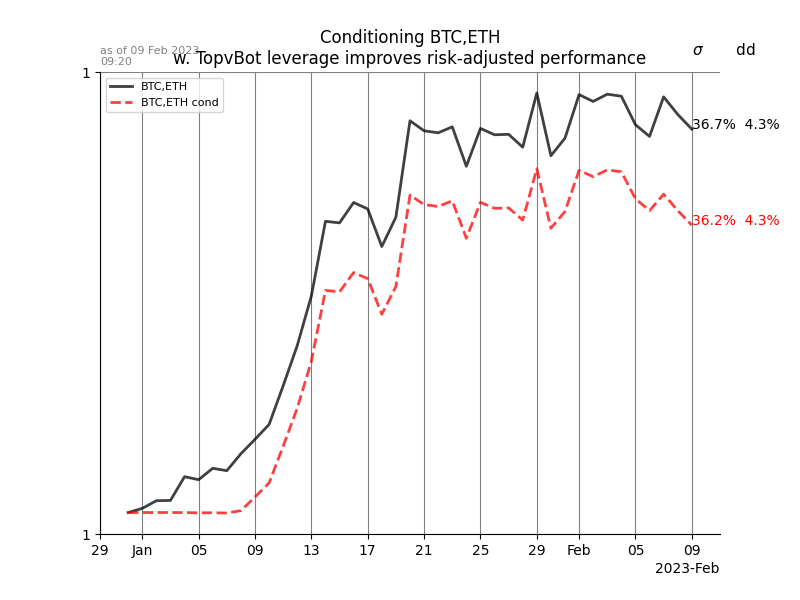 Conditioning BTC,ETH
w. TopvBot leverage improves risk-adjusted performance
as of 09 Feb 2023
09:20
σ dd
1
BTC,ETH
BTC,ETH cond
36.7% 4.3%
36.2% 4.3%
1
29 Jan 05 09 13 17 21 25 29 Feb 05 09
2023-Feb